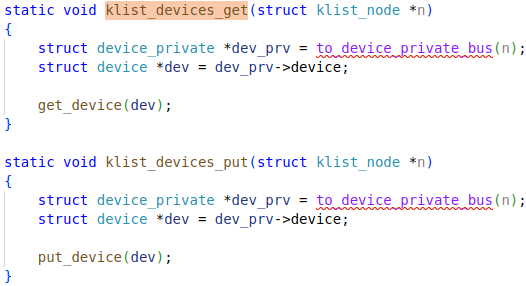 static void klist_devices_get(struct klist_node *n)
{
    struct device_private *dev_prv = to_device_private_bus(n);
    struct device *dev = dev_prv->device;

    get_device(dev);
}

static void klist_devices_put(struct klist_node *n)
{
    struct device_private *dev_prv = to_device_private_bus(n);
    struct device *dev = dev_prv->device;

    put_device(dev);
}